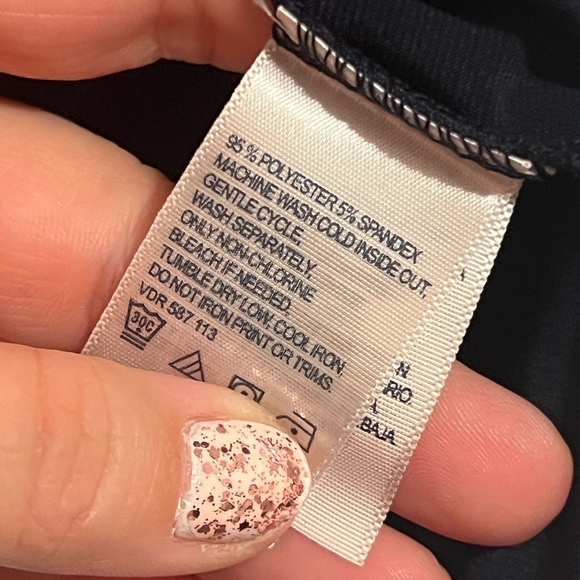 95 % POLYESTER 5% SPANDEX
MACHINE WASH COLD INSIDE OUT,
GENTLE CYCLE.
WASH SEPARATELY.
ONLY NON-CHLORINE
BLEACH IF NEEDED.
TUMBLE DRY LOW. COOL IRON
DO NOT IRON PRINT OR TRIMS.
VDR 587 113
30C
N
RIO.
BAJA